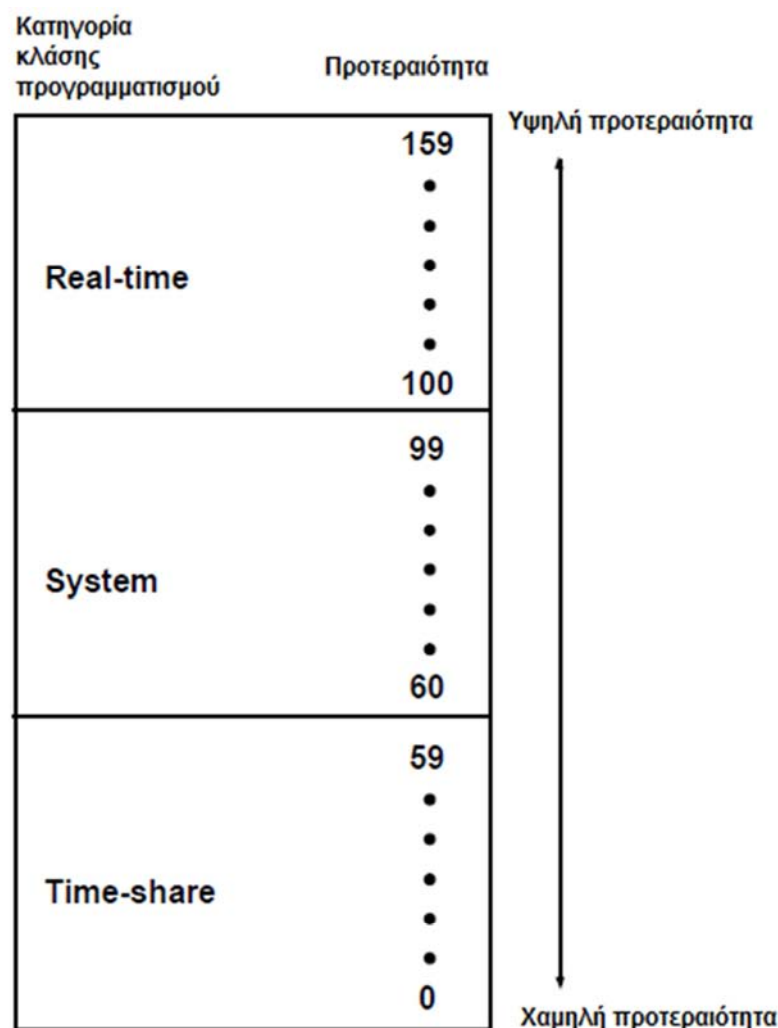 Κατηγορία
κλάσης
προγραμματισμού
Προτεραιότητα
Υψηλή προτεραιότητα
159
Real-time
100
99
System
60
59
Time-share
0
Χαμηλή προτεραιότητα